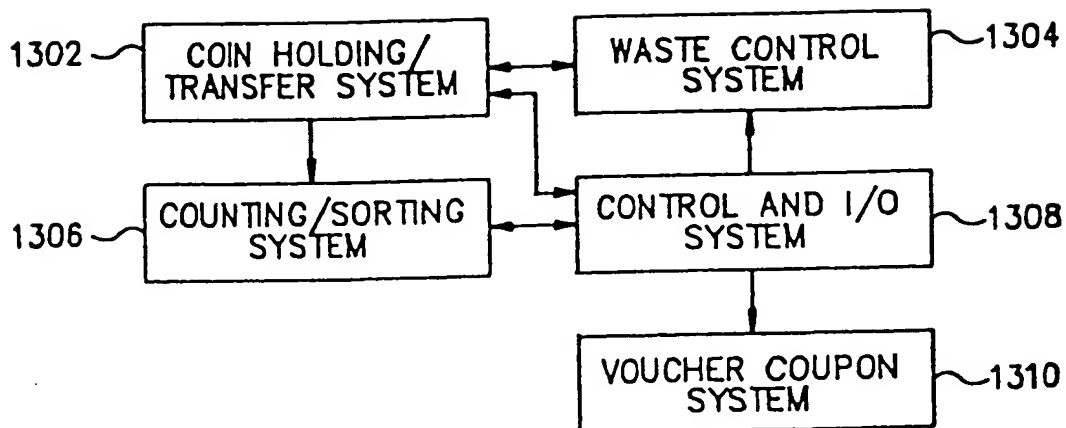 1302
COIN HOLDING/
TRANSFER SYSTEM
WASTE CONTROL
SYSTEM
1304
1306
COUNTING/SORTING
SYSTEM
CONTROL AND I/O
SYSTEM
1308
VOUCHER COUPON
SYSTEM
1310